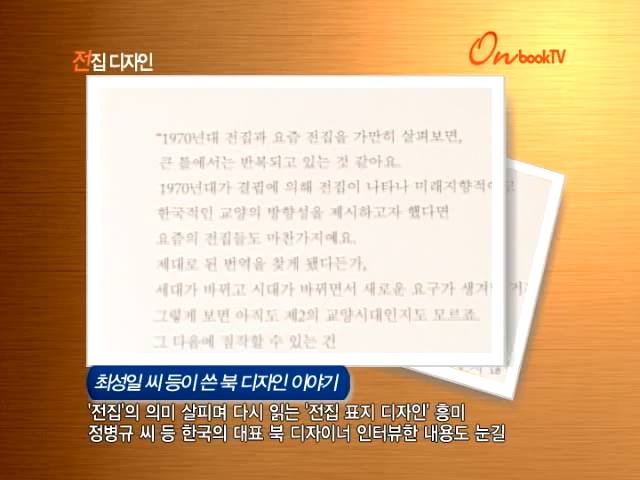 전집 디자인
On bookTV
"1970년대 전집과 요즘 전집을 가만히 살펴보면,
큰 틀에서는 반복되고 있는 것 같아요.
1970년대가 결핍에 의해 전집이 나타나 미래지향적이고
한국적인 교양의 방향성을 제시하고자 했다면
요즘의 전집들도 마찬가지예요.
제대로 된 번역을 찾게 됐다든가,
세대가 바뀌고 시대가 바뀌면서 새로운 요구가
그렇게 보면 아직도 제2의 교양시대인지도 모르죠.
그 다음에 짐작할 수 있는 건
최성일 씨 등이 쓴 북 디자인 이야기
'전집'의 의미 살피며 다시 읽는 '전집 표지 디자인' 흥미
정병규 씨 등 한국의 대표 북 디자이너 인터뷰한 내용도 눈길